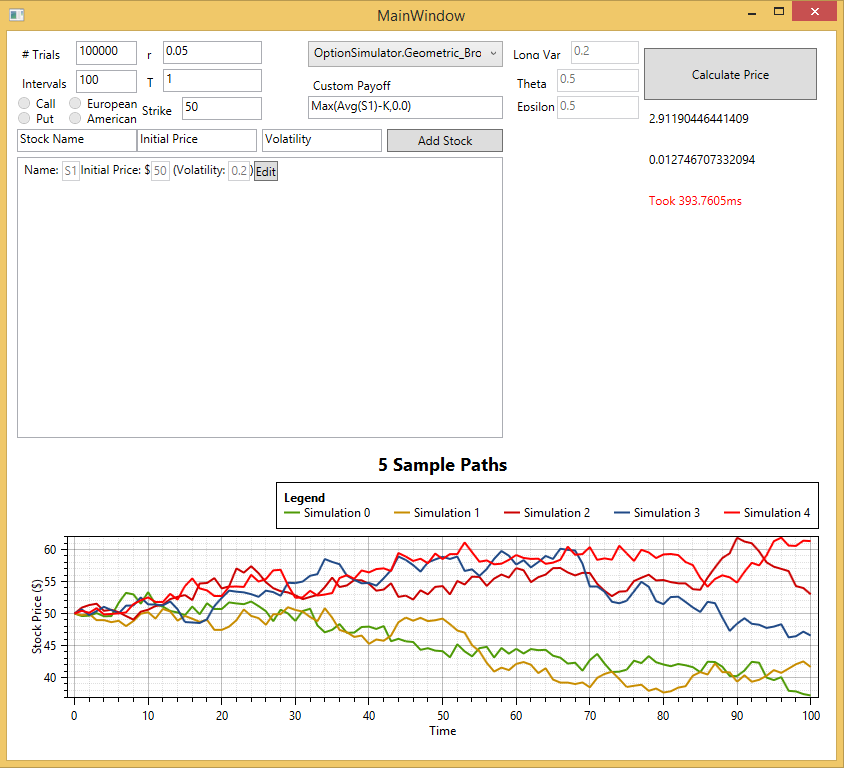 MainWindow
# Trials 100000 r 0.05 OptionSimulator.Geometric_Bro Long Var 0.2
Calculate Price
Intervals 100 T 1 Custom Payoff Theta 0.5
Call European Strike 50 Max(Avg(S1)-K,0.0) Epsilon 0.5
Put American
2.91190446441409
Stock Name Initial Price Volatility Add Stock
0.012746707332094
Name: S1 Initial Price: $ 50 (Volatility: 0.2 ) Edit
Took 393.7605ms
5 Sample Paths
Legend
Simulation 0 Simulation 1 Simulation 2 Simulation 3 Simulation 4
Stock Price ($)
60
55
50
45
40
0 10 20 30 40 50 60 70 80 90 100
Time